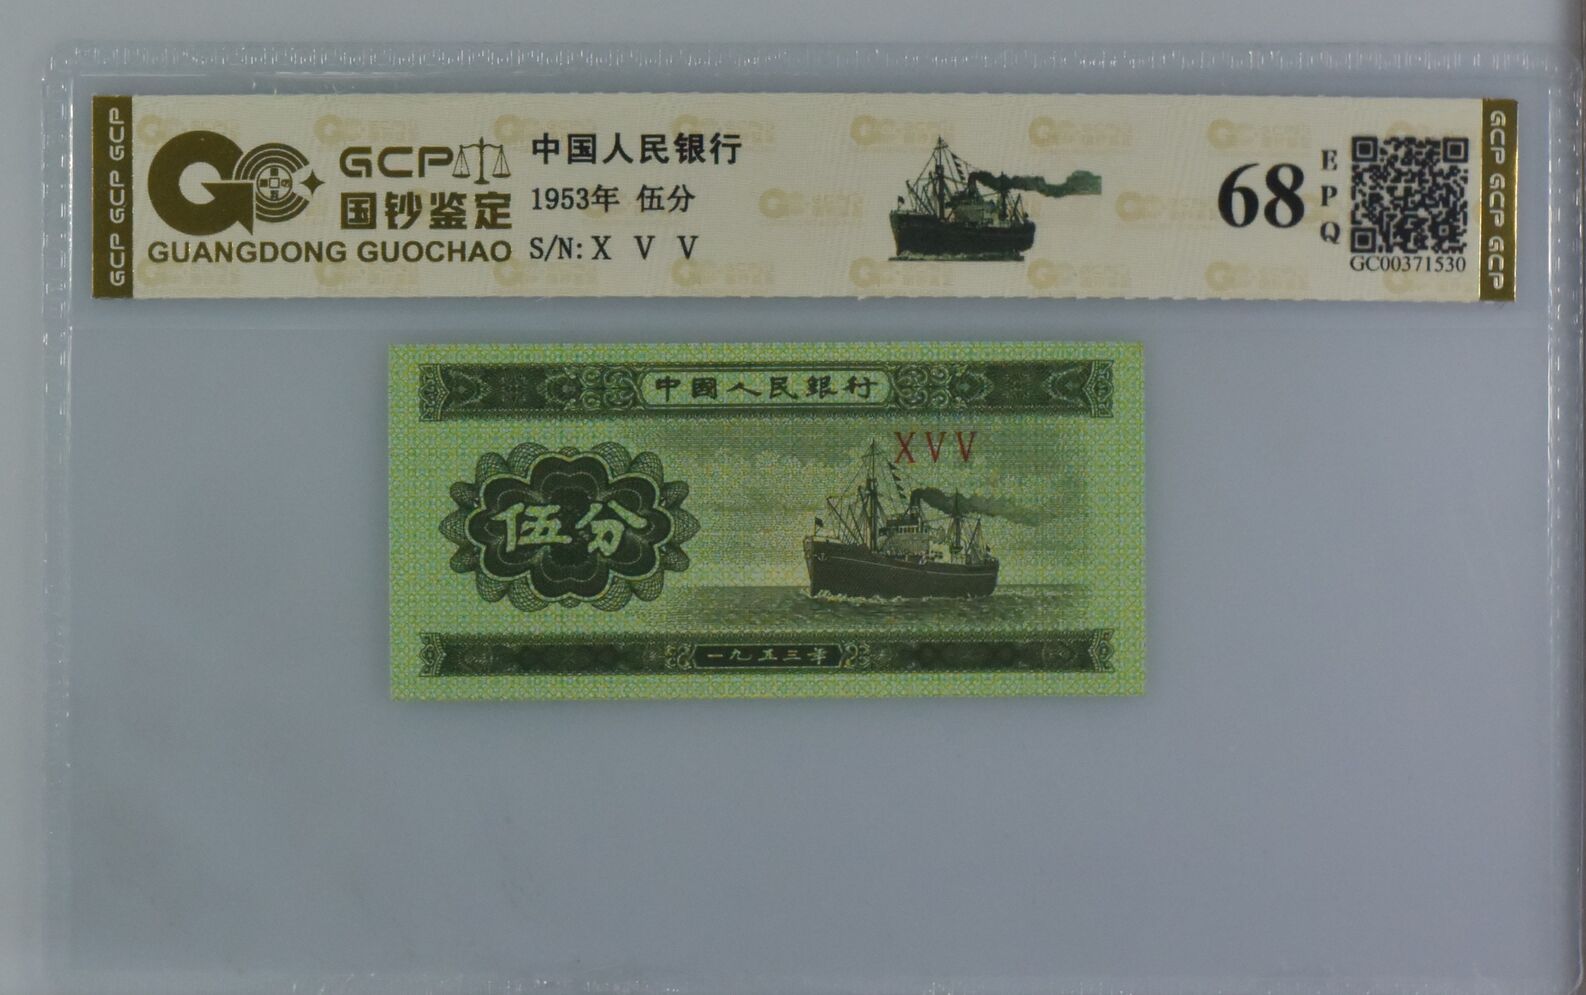 GCP GCP GCP
GCP
国钞鉴定
GUANGDONG GUOCHAO
中国人民银行
1953年 伍分
S/N: X V V
68
E
P
Q
GC00371530
GCP GCP GCP
中國人民銀行
XVV
伍分
一九五三年